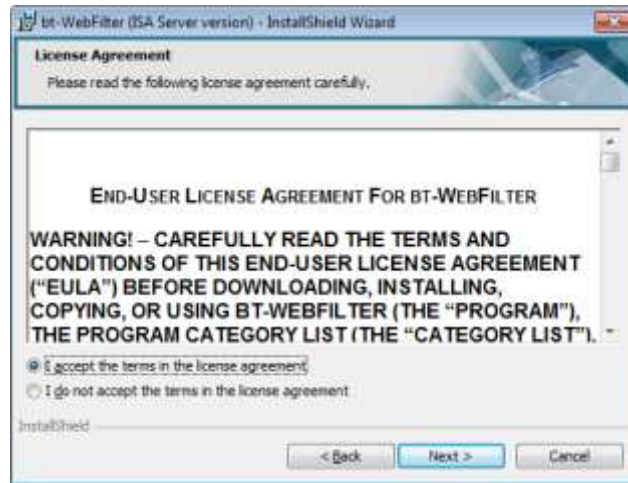 bt-WebFilter (ISA Server version) - InstallShield Wizard
License Agreement
Please read the following license agreement carefully.
END-USER LICENSE AGREEMENT FOR BT-WEBFILTER
WARNING! – CAREFULLY READ THE TERMS AND
CONDITIONS OF THIS END-USER LICENSE AGREEMENT
(“EULA”) BEFORE DOWNLOADING, INSTALLING,
COPYING, OR USING BT-WEBFILTER (THE “PROGRAM”),
THE PROGRAM CATEGORY LIST (THE “CATEGORY LIST”),
I accept the terms in the license agreement
I do not accept the terms in the license agreement
InstallShield
< Back Next > Cancel